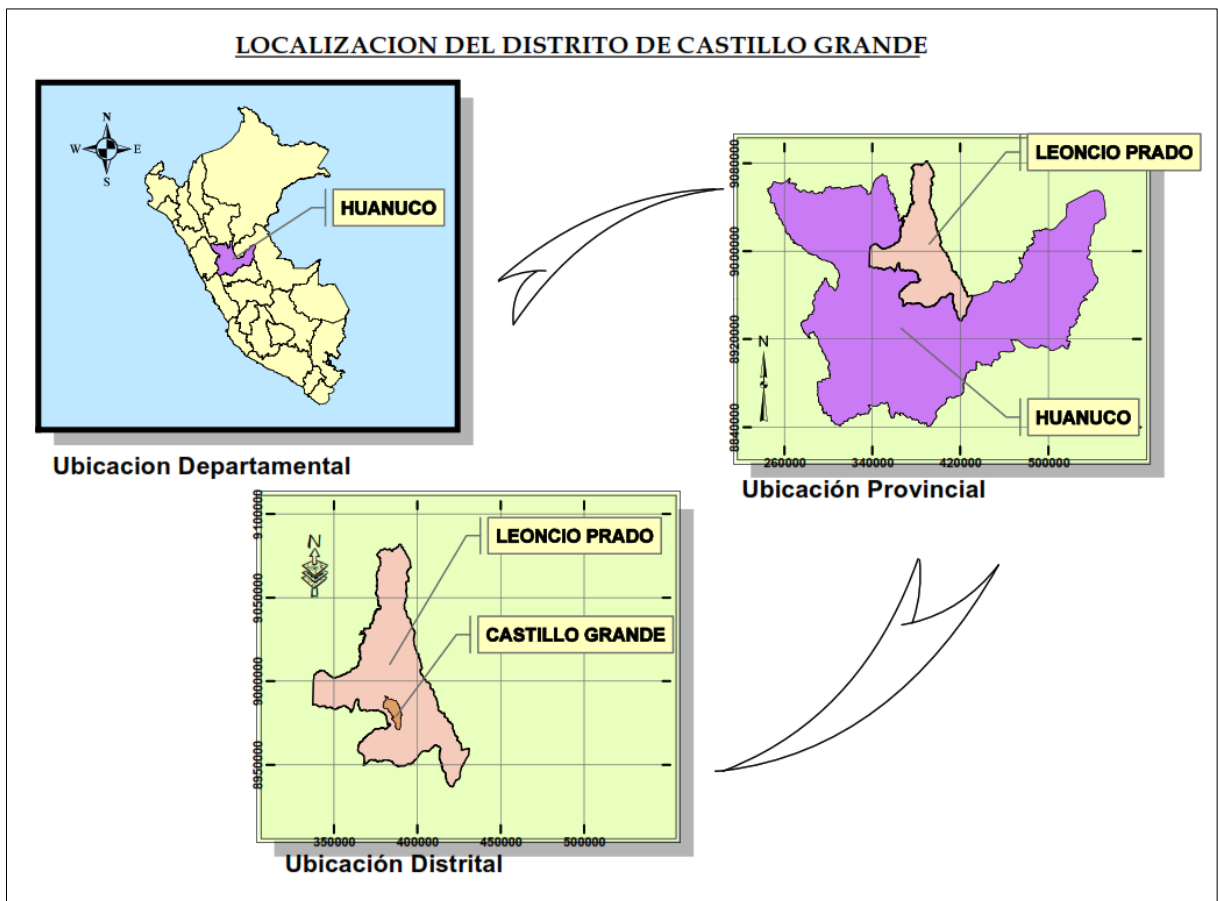 LOCALIZACION DEL DISTRITO DE CASTILLO GRANDE
N
W E
S
HUANUCO
Ubicacion Departamental
LEONCIO PRADO
9080000
9000000
8920000
8840000
N
HUANUCO
260000 340000 420000 500000
Ubicación Provincial
9100000
9050000
9000000
8950000
N
LEONCIO PRADO
CASTILLO GRANDE
350000 400000 450000 500000
Ubicación Distrital